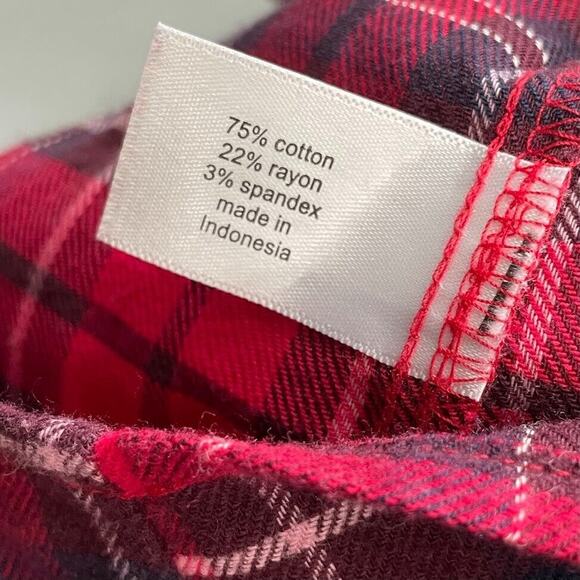 75% cotton
22% rayon
3% spandex
made in
Indonesia